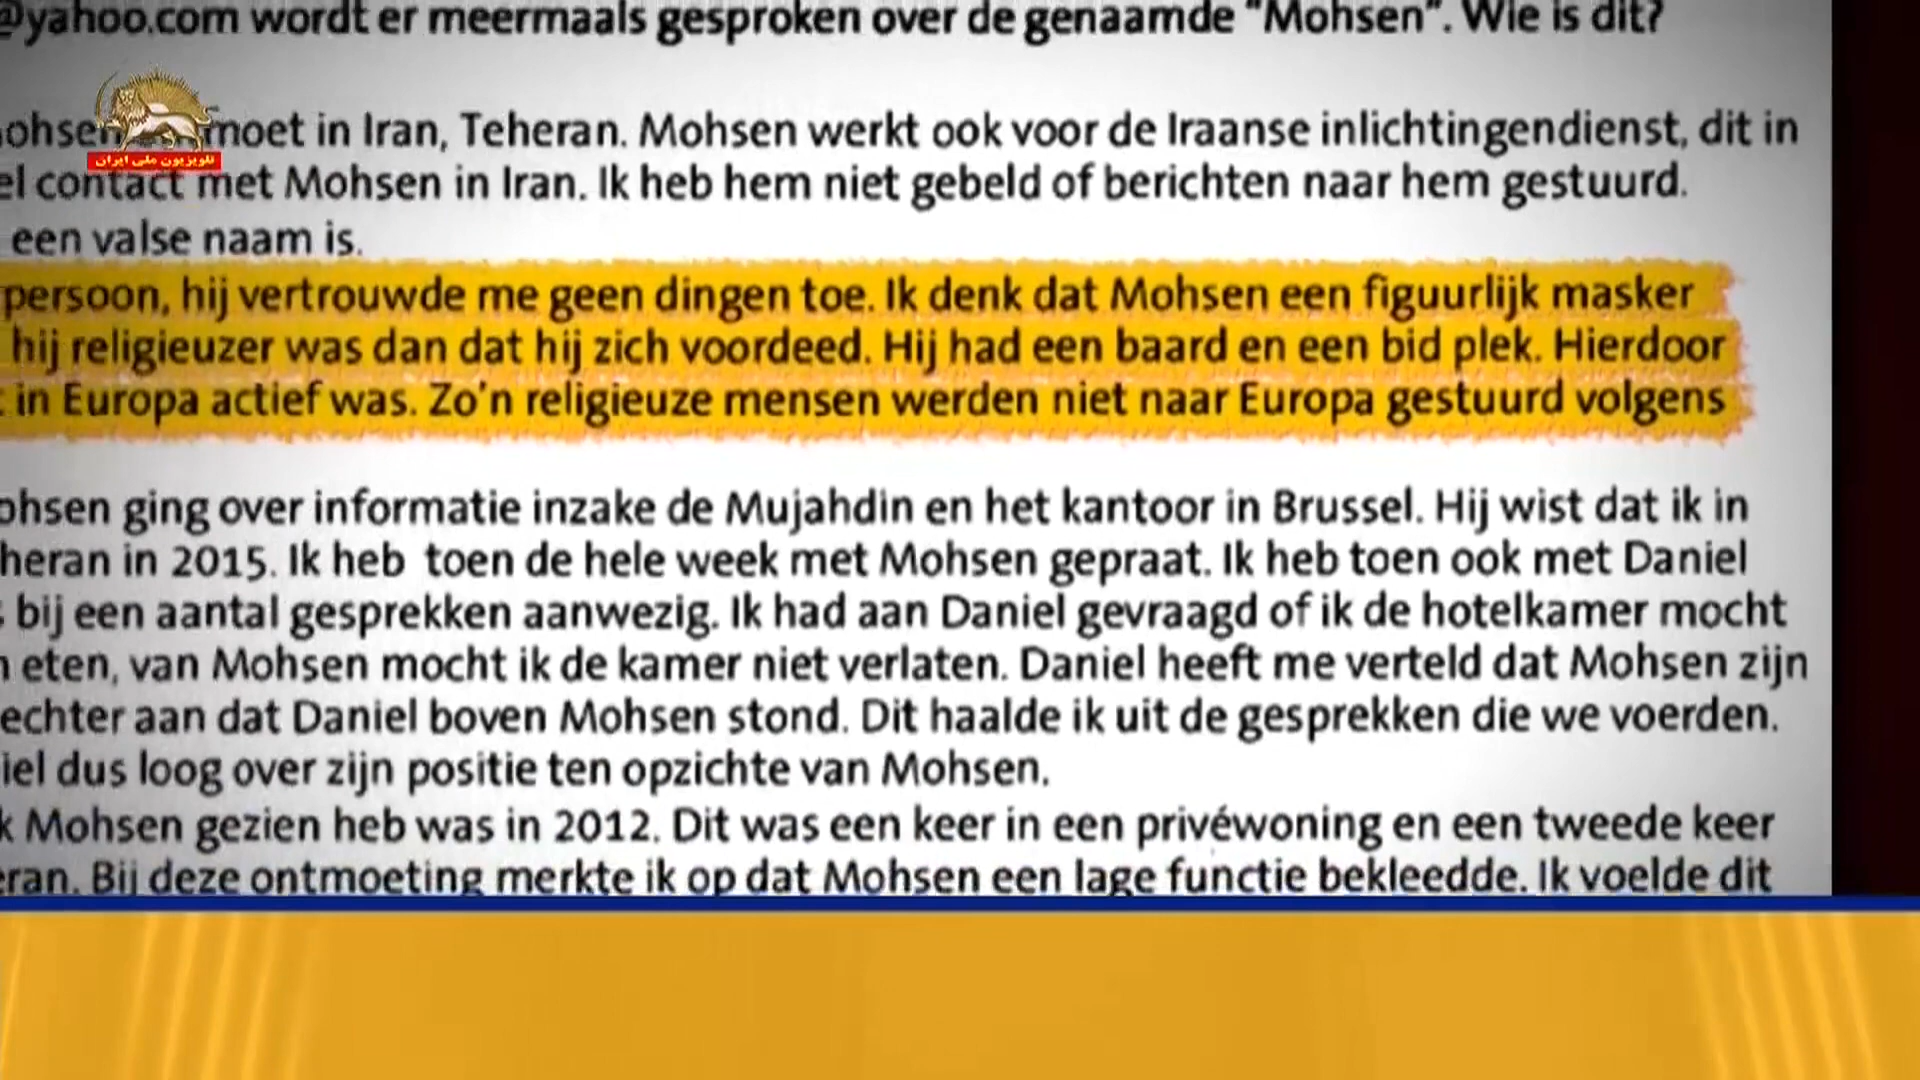 @yahoo.com wordt er meermaals gesproken over de genaamde "Mohsen". Wie is dit?
moet in Iran, Teheran. Mohsen werkt ook voor de Iraanse inlichtingendienst, dit in
el contact met Mohsen in Iran. Ik heb hem niet gebeld of berichten naar hem gestuurd.
een valse naam is.
persoon, hij vertrouwde me geen dingen toe. Ik denk dat Mohsen een figuurlijk masker
hij religieuzer was dan dat hij zich voordeed. Hij had een baard en een bid plek. Hierdoor
in Europa actief was. Zo'n religieuze mensen werden niet naar Europa gestuurd volgens
ohsen ging over informatie inzake de Mujahdin en het kantoor in Brussel. Hij wist dat ik in
heran in 2015. Ik heb toen de hele week met Mohsen gepraat. Ik heb toen ook met Daniel
bij een aantal gesprekken aanwezig. Ik had aan Daniel gevraagd of ik de hotelkamer mocht
n eten, van Mohsen mocht ik de kamer niet verlaten. Daniel heeft me verteld dat Mohsen zijn
echter aan dat Daniel boven Mohsen stond. Dit haalde ik uit de gesprekken die we voerden.
iel dus loog over zijn positie ten opzichte van Mohsen.
k Mohsen gezien heb was in 2012. Dit was een keer in een privéwoning en een tweede keer
eran. Bij deze ontmoeting merkte ik op dat Mohsen een lage functie bekleedde. Ik voelde dit
تلویزیون ملی ایران